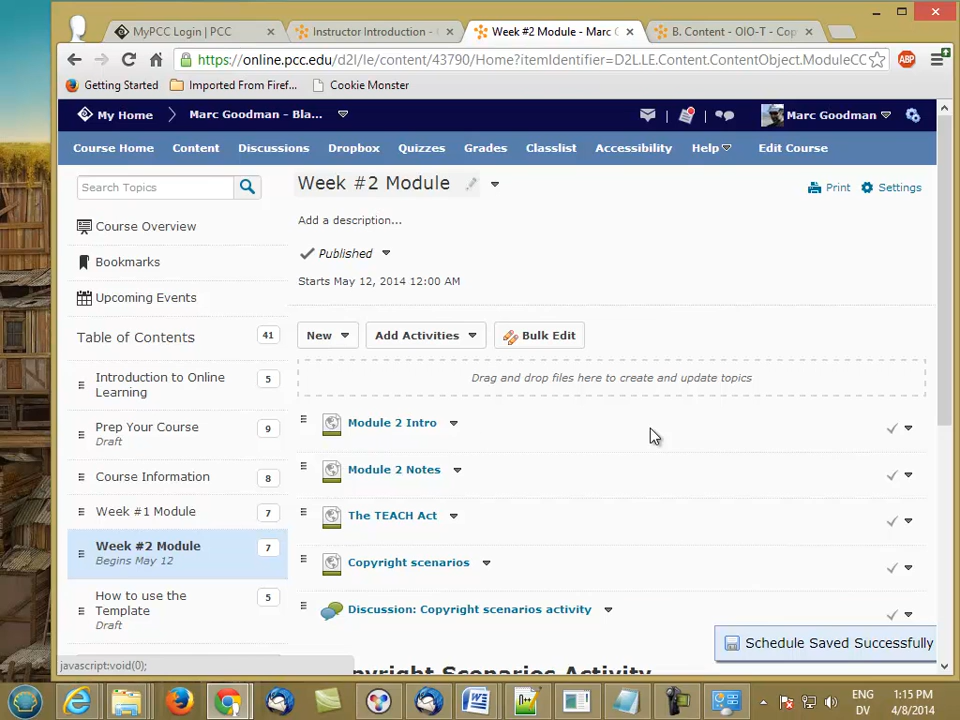 MyPCC Login | PCC
Instructor Introduction -
Week #2 Module - Marc G
B. Content - OIO-T - Cop
https://online.pcc.edu/d2l/le/content/43790/Home?itemIdentifier=D2L.LE.Content.ContentObject.ModuleCC
ABP
Getting Started
Imported From Firef...
Cookie Monster
My Home
Marc Goodman - Bla...
Marc Goodman
Course Home
Content
Discussions
Dropbox
Quizzes
Grades
Classlist
Accessibility
Help
Edit Course
Search Topics
Week #2 Module
Print
Settings
Add a description...
Course Overview
Published
Bookmarks
Starts May 12, 2014 12:00 AM
Upcoming Events
Table of Contents
41
New
Add Activities
Bulk Edit
Drag and drop files here to create and update topics
Introduction to Online
Learning
5
Module 2 Intro
Prep Your Course
Draft
9
Module 2 Notes
Course Information
8
Week #1 Module
7
The TEACH Act
Week #2 Module
Begins May 12
7
Copyright scenarios
How to use the
Template
Draft
5
Discussion: Copyright scenarios activity
Schedule Saved Successfully
pyright Scenarios Activity
javascript:void(0);
ENG
DV
1:15 PM
4/8/2014